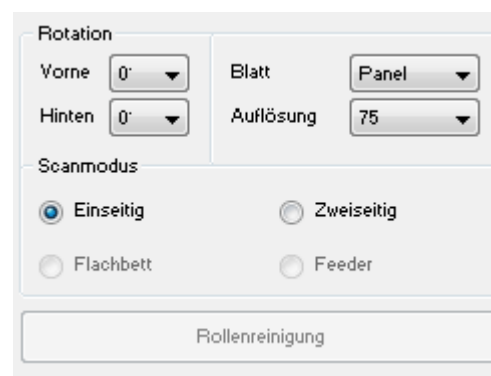 Rotation
Vorne 0° Blatt Panel
Hinten 0° Auflösung 75
Scanmodus
Einseitig Zweiseitig
Flachbett Feeder
Rollenreinigung